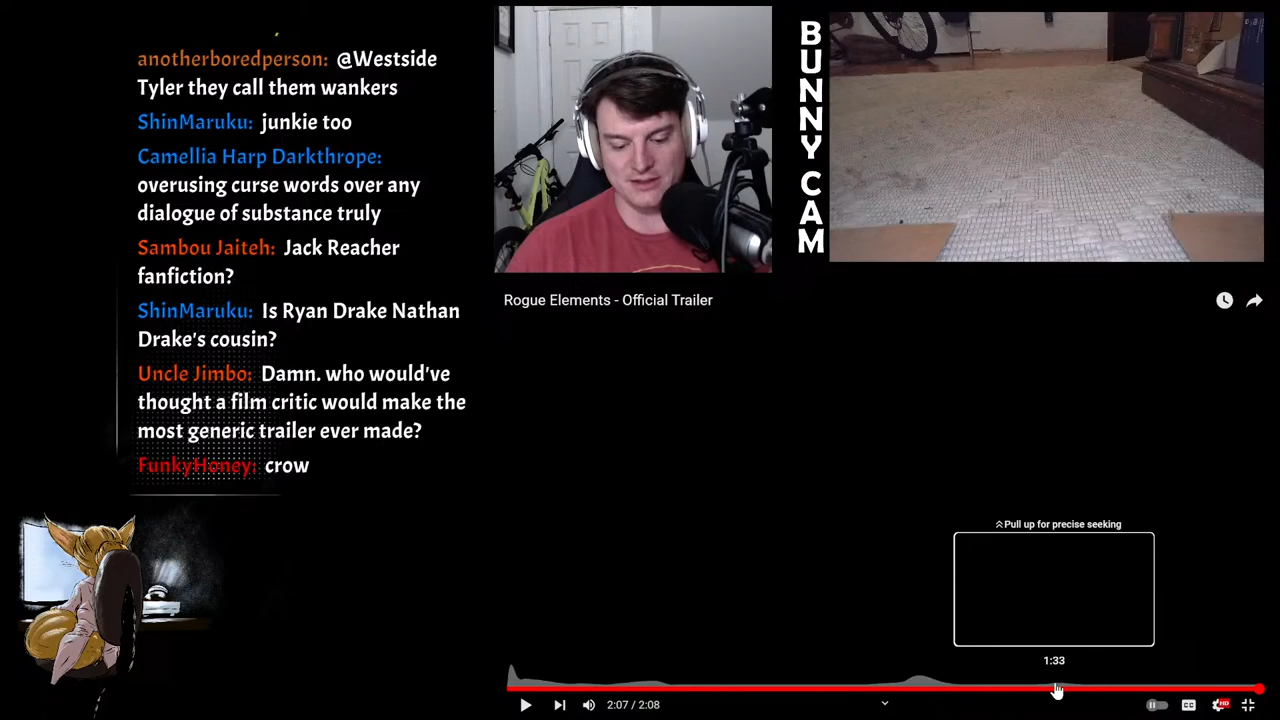 anotherboredperson: @Westside
Tyler they call them wankers
ShinMaruku: junkie too
Camellia Harp Darkthrope:
overusing curse words over any
dialogue of substance truly
Sambou Jaiteh: Jack Reacher
fanfiction?
ShinMaruku: Is Ryan Drake Nathan
Drake's cousin?
Uncle Jimbo: Damn. who would've
thought a film critic would make the
most generic trailer ever made?
FunkyHoney: crow
BUNNY CAM
Rogue Elements - Official Trailer
Pull up for precise seeking
1:33
2:07 / 2:08
CC
HD